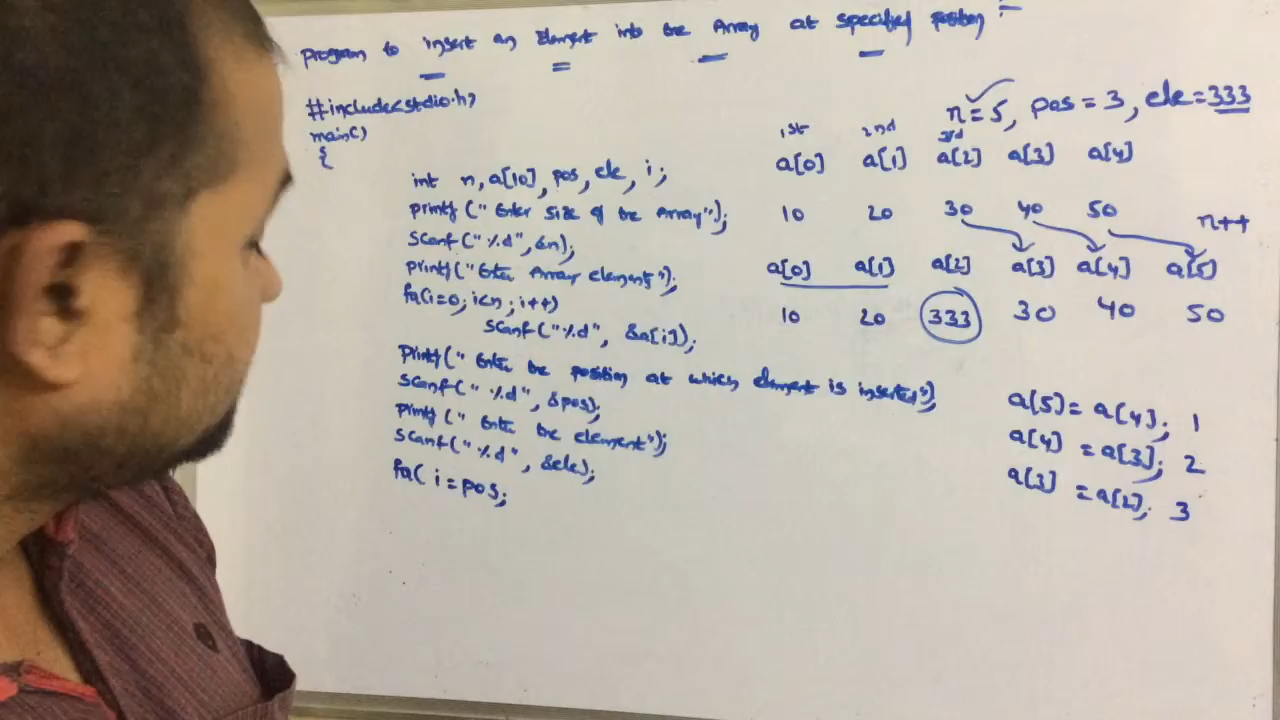 Program to insert an Element into the Array at specified position :-
#include<stdio.h>
main()
{
int n, a[10], pos, ele, i;
printf("Enter size of the Array");
scanf("%d", &n);
printf("Enter Array elements");
for(i=0; i<n; i++)
scanf("%d", &a[i]);
printf("Enter the position at which element is inserted");
scanf("%d", &pos);
printf("Enter the element");
scanf("%d", &ele);
for( i=pos;
n=5, pos=3, ele=333
1st 2nd 3rd
a[0] a[1] a[2] a[3] a[4]
10 20 30 40 50
n++
a[0] a[1] a[2] a[3] a[4] a[5]
10 20 333 30 40 50
a[5]= a[4]; 1
a[4] = a[3]; 2
a[3] = a[2]; 3